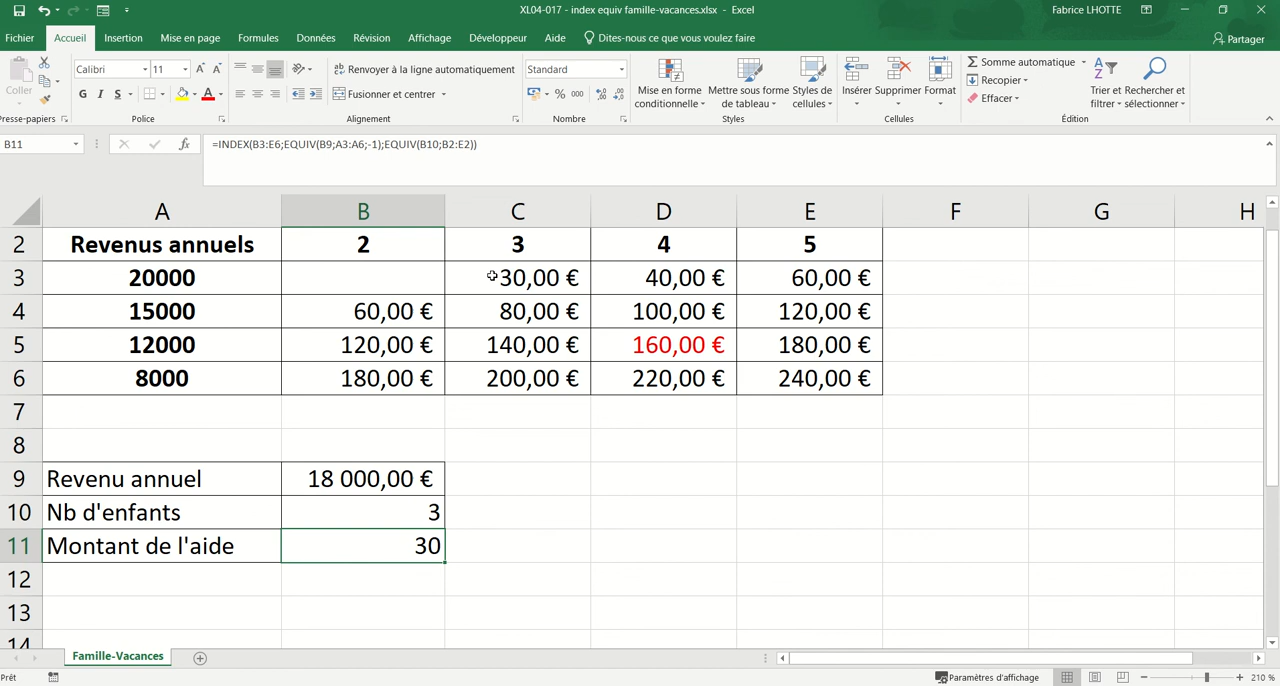 XL04-017 - index equiv famille-vacances.xlsx - Excel
Fabrice LHOTTE
Fichier Accueil Insertion Mise en page Formules Données Révision Affichage Développeur Aide Dites-nous ce que vous voulez faire Partager
Calibri 11 Renvoyer à la ligne automatiquement Standard
Coller Mise en forme conditionnelle Mettre sous forme de tableau Styles de cellules Insérer Supprimer Format
Somme automatique
Recopier
Effacer
Trier et filtrer Rechercher et sélectionner
G I S A Fusionner et centrer % 000
Presse-papiers Police Alignement Nombre Styles Cellules Édition
B11 fx =INDEX(B3:E6;EQUIV(B9;A3:A6;-1);EQUIV(B10;B2:E2))
A B C D E F G H
2 Revenus annuels 2 3 4 5
3 20000 30,00 € 40,00 € 60,00 €
4 15000 60,00 € 80,00 € 100,00 € 120,00 €
5 12000 120,00 € 140,00 € 160,00 € 180,00 €
6 8000 180,00 € 200,00 € 220,00 € 240,00 €
7
8
9 Revenu annuel 18 000,00 €
10 Nb d'enfants 3
11 Montant de l'aide 30
12
13
14
Famille-Vacances
Prêt Paramètres d'affichage 210 %